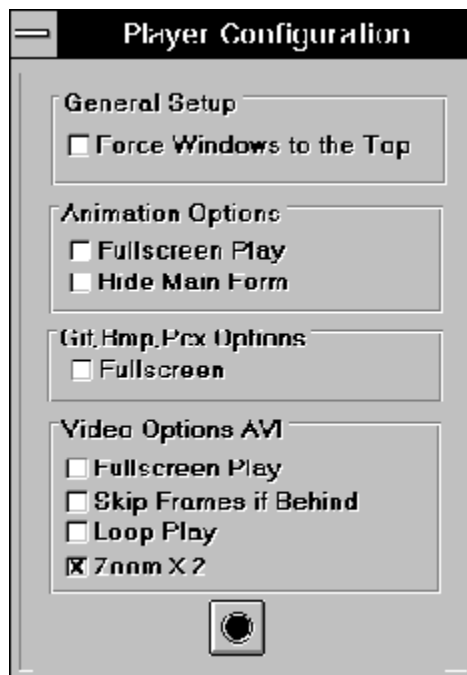 Player Configuration
General Setup
Force Windows to the Top
Animation Options
Fullscreen Play
Hide Main Form
Gif,Bmp,Pcx Options
Fullscreen
Video Options AVI
Fullscreen Play
Skip Frames if Behind
Loop Play
Zoom X 2